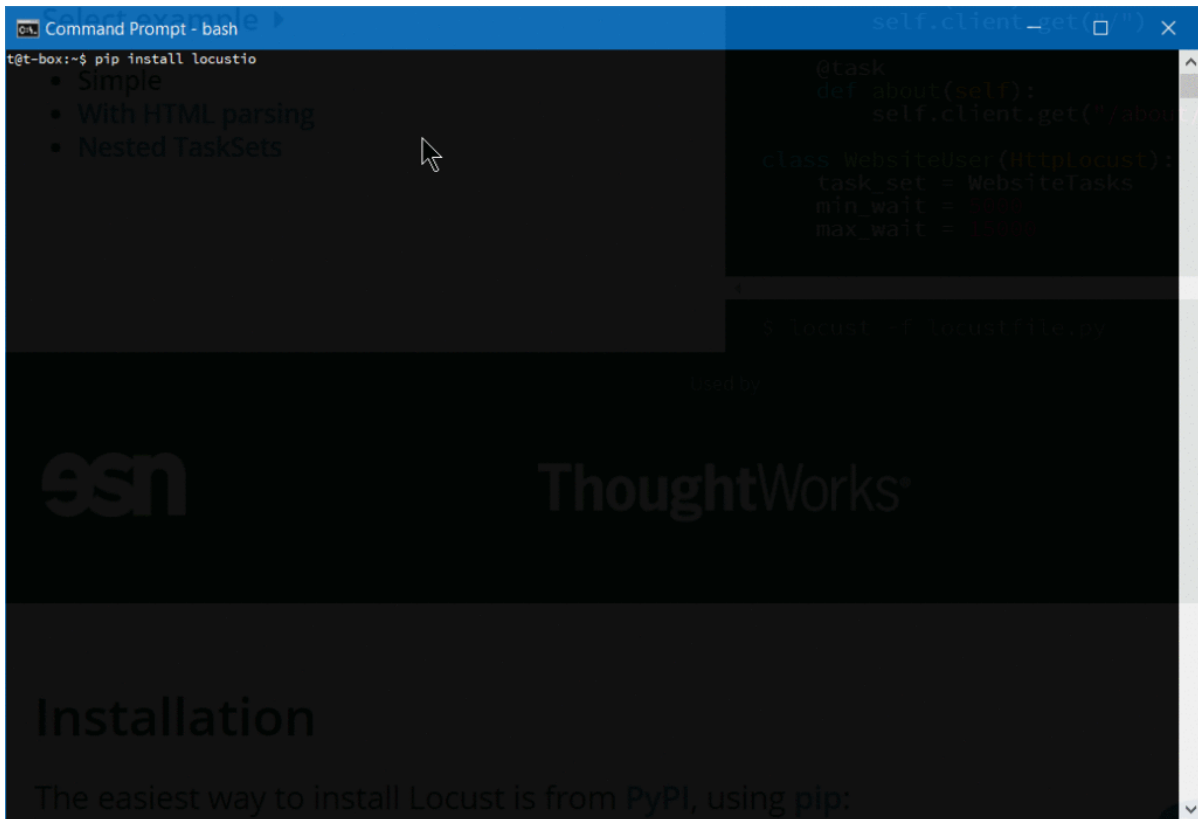 Select example
Command Prompt - bash
t@t-box:~$ pip install locustio
Simple
With HTML parsing
Nested TaskSets
self.client.get("/")
@task
def about(self):
self.client.get("/about/
class WebsiteUser(HttpLocust):
task_set = WebsiteTasks
min_wait =
max_wait =
$ locust -f locustfile.py
Used by
esn
ThoughtWorks®
Installation
The easiest way to install Locust is from PyPI, using pip: